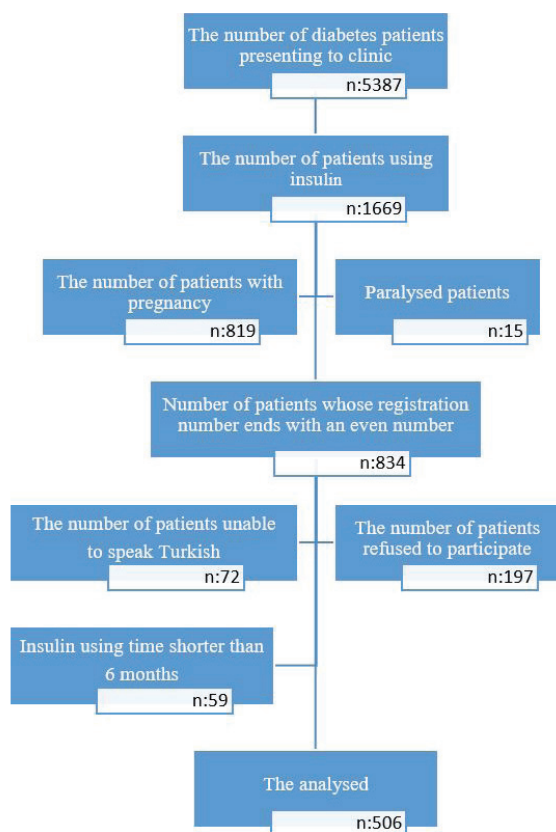 The number of diabetes patients
presenting to clinic
n:5387
The number of patients using
insulin
n:1669
The number of patients with
pregnancy
n:819
Paralysed patients
n:15
Number of patients whose registration
number ends with an even number
n:834
The number of patients unable
to speak Turkish
n:72
The number of patients
refused to participate
n:197
Insulin using time shorter than
6 months
n:59
The analysed
n:506